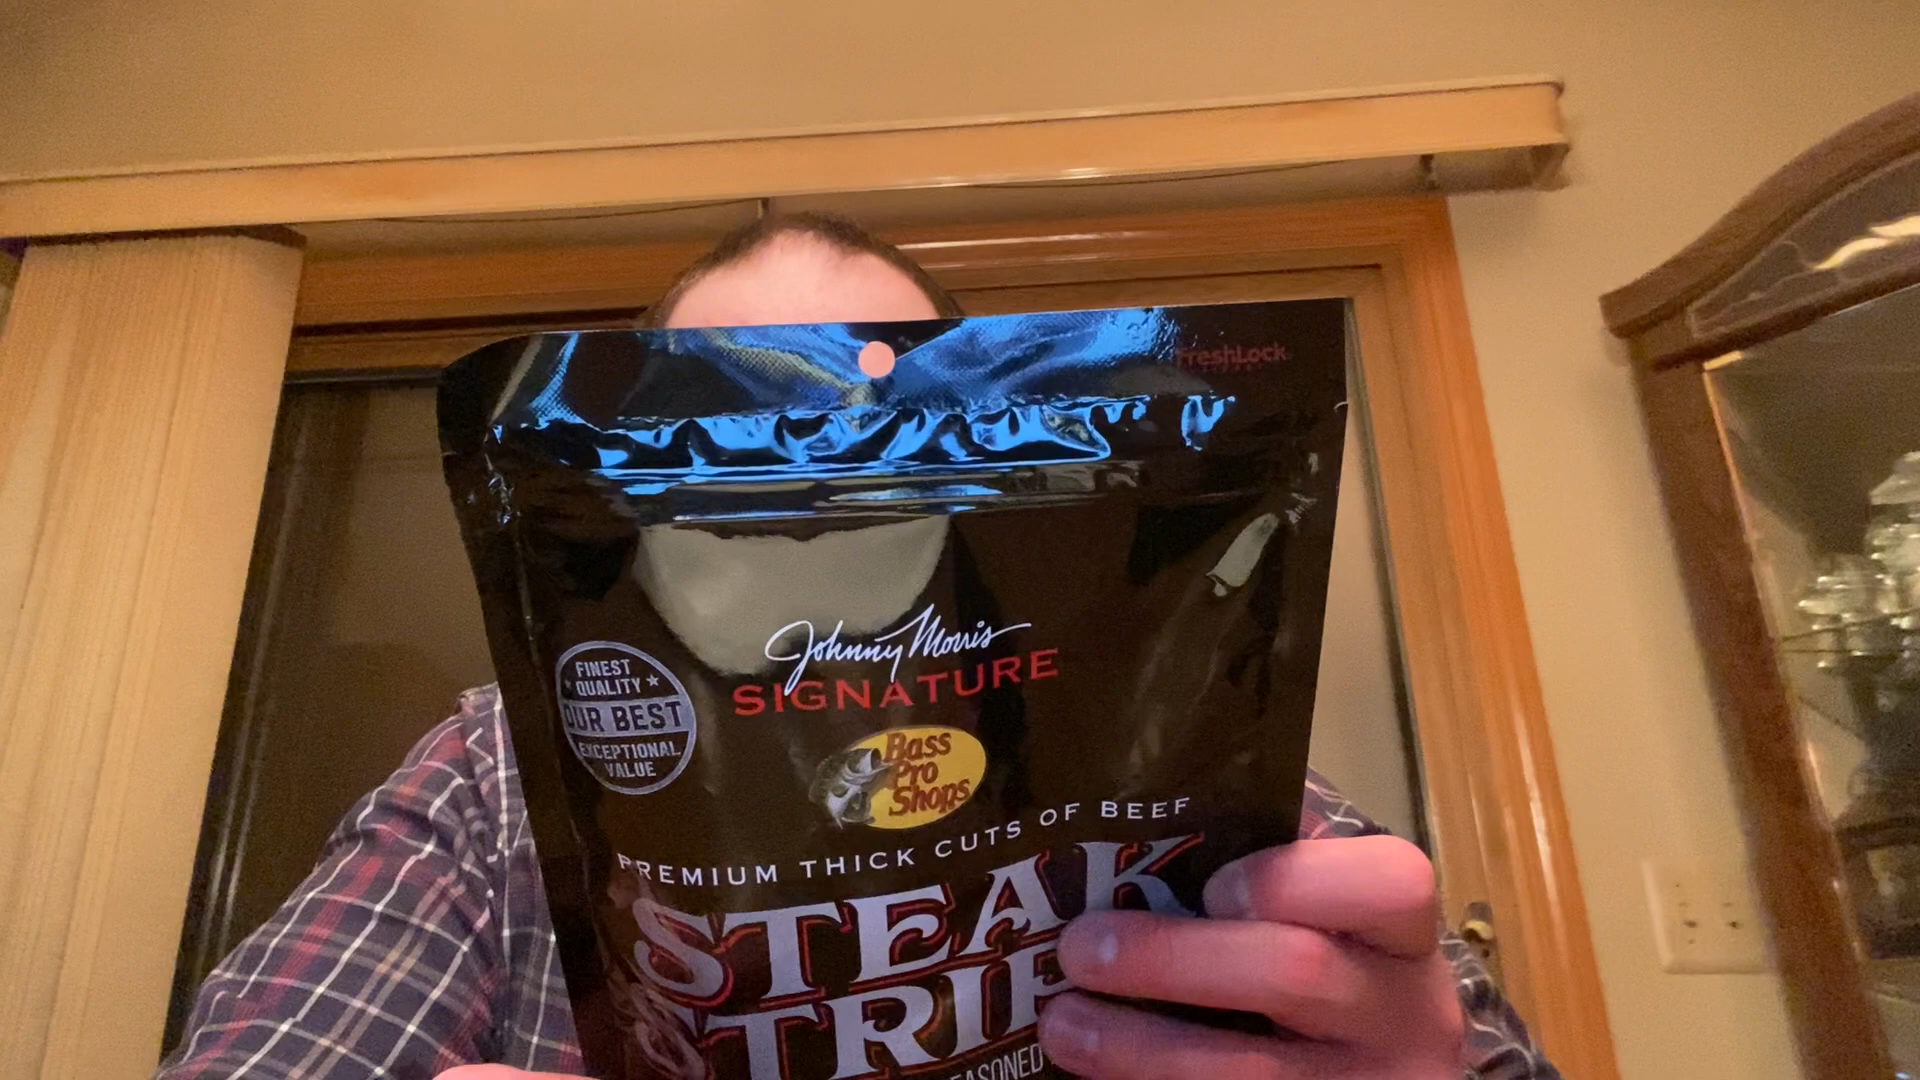 FreshLock
Johnny Morris
SIGNATURE
FINEST
QUALITY
OUR BEST
EXCEPTIONAL
VALUE
Bass
Pro
Shops
PREMIUM THICK CUTS OF BEEF
STEAK
STRIP